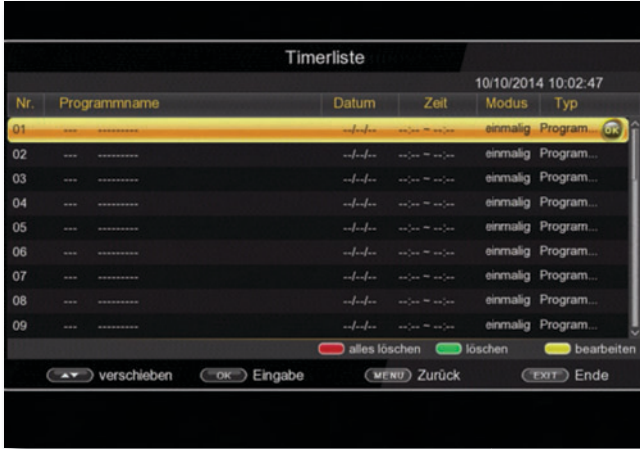 Timerliste
10/10/2014 10:02:47
Nr. Programmname Datum Zeit Modus Typ
01 --- --------- --/--/-- --:-- ~ --:-- einmalig Program... OK
02 --- --------- --/--/-- --:-- ~ --:-- einmalig Program...
03 --- --------- --/--/-- --:-- ~ --:-- einmalig Program...
04 --- --------- --/--/-- --:-- ~ --:-- einmalig Program...
05 --- --------- --/--/-- --:-- ~ --:-- einmalig Program...
06 --- --------- --/--/-- --:-- ~ --:-- einmalig Program...
07 --- --------- --/--/-- --:-- ~ --:-- einmalig Program...
08 --- --------- --/--/-- --:-- ~ --:-- einmalig Program...
09 --- --------- --/--/-- --:-- ~ --:-- einmalig Program...
alles löschen löschen bearbeiten
verschieben OK Eingabe MENU Zurück EXIT Ende